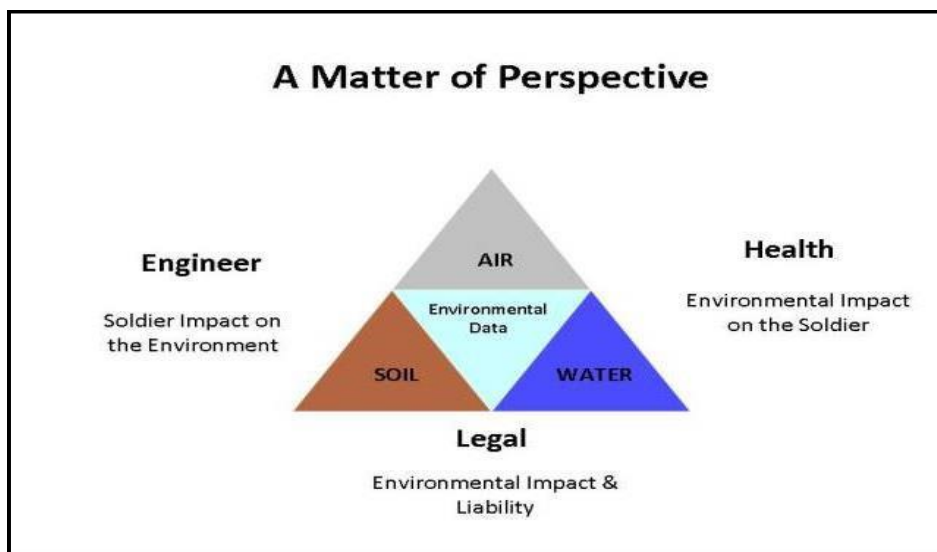 A Matter of Perspective
AIR
Engineer
Soldier Impact on
the Environment
Health
Environmental Impact
on the Soldier
Environmental
Data
SOIL
WATER
Legal
Environmental Impact &
Liability